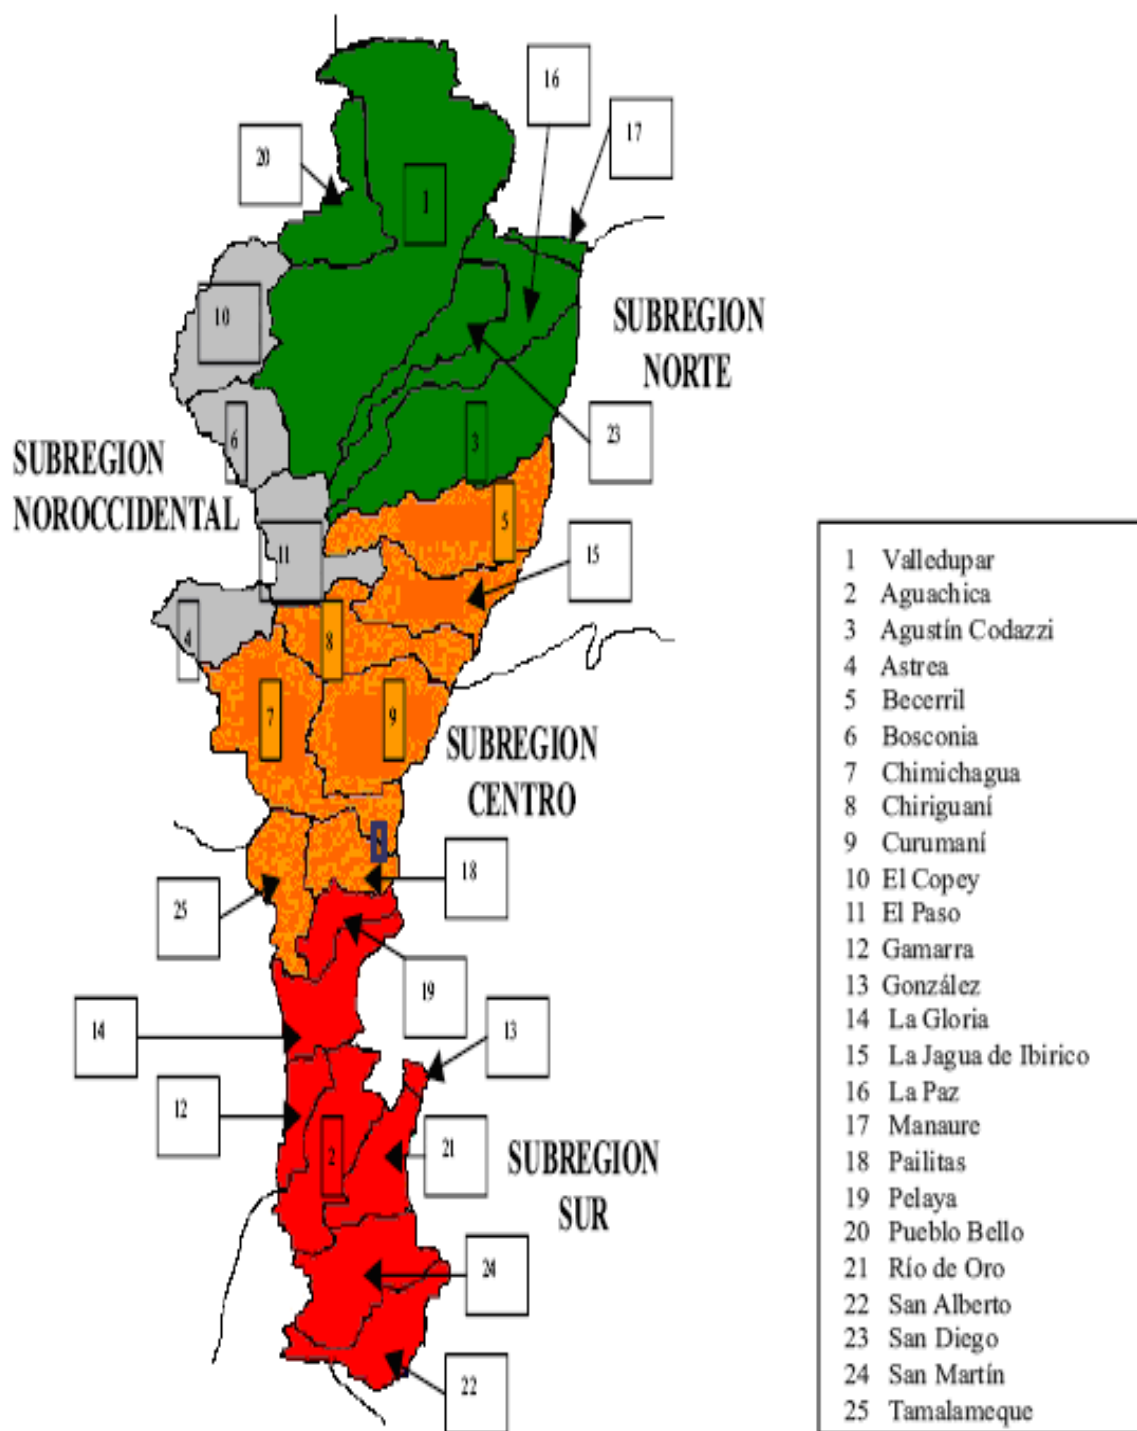 16
17
20
1
10
SUBREGION
NORTE
6
3
23
SUBREGION
NOROCCIDENTAL
5
11
15
4
8
7
9
SUBREGION
CENTRO
18
25
19
14
13
12
2
21
SUBREGION
SUR
24
22
1 Valledupar
2 Aguachica
3 Agustín Codazzi
4 Astrea
5 Becerril
6 Bosconia
7 Chimichagua
8 Chiriguaní
9 Curumaní
10 El Copey
11 El Paso
12 Gamarra
13 González
14 La Gloria
15 La Jagua de Ibirico
16 La Paz
17 Manaure
18 Pailitas
19 Pelaya
20 Pueblo Bello
21 Río de Oro
22 San Alberto
23 San Diego
24 San Martín
25 Tamalameque